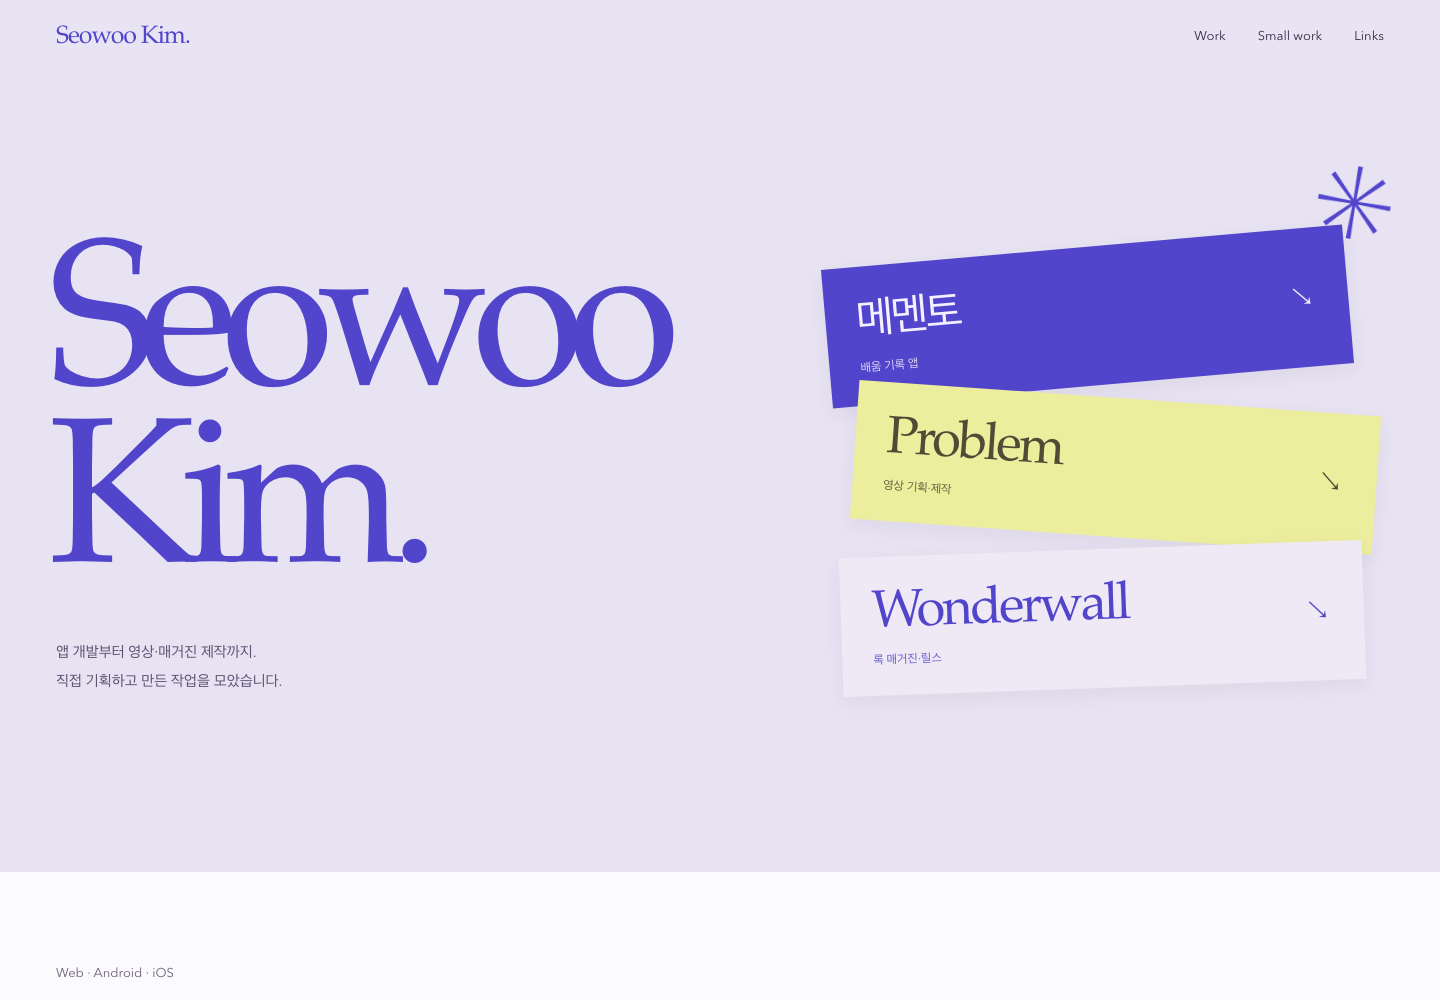 Seowoo Kim.
Work
Small work
Links
Seowoo
Kim.
앱 개발부터 영상·매거진 제작까지.
직접 기획하고 만든 작업을 모았습니다.
메멘토
배움 기록 앱
Problem
영상 기획·제작
Wonderwall
록 매거진·릴스
Web · Android · iOS